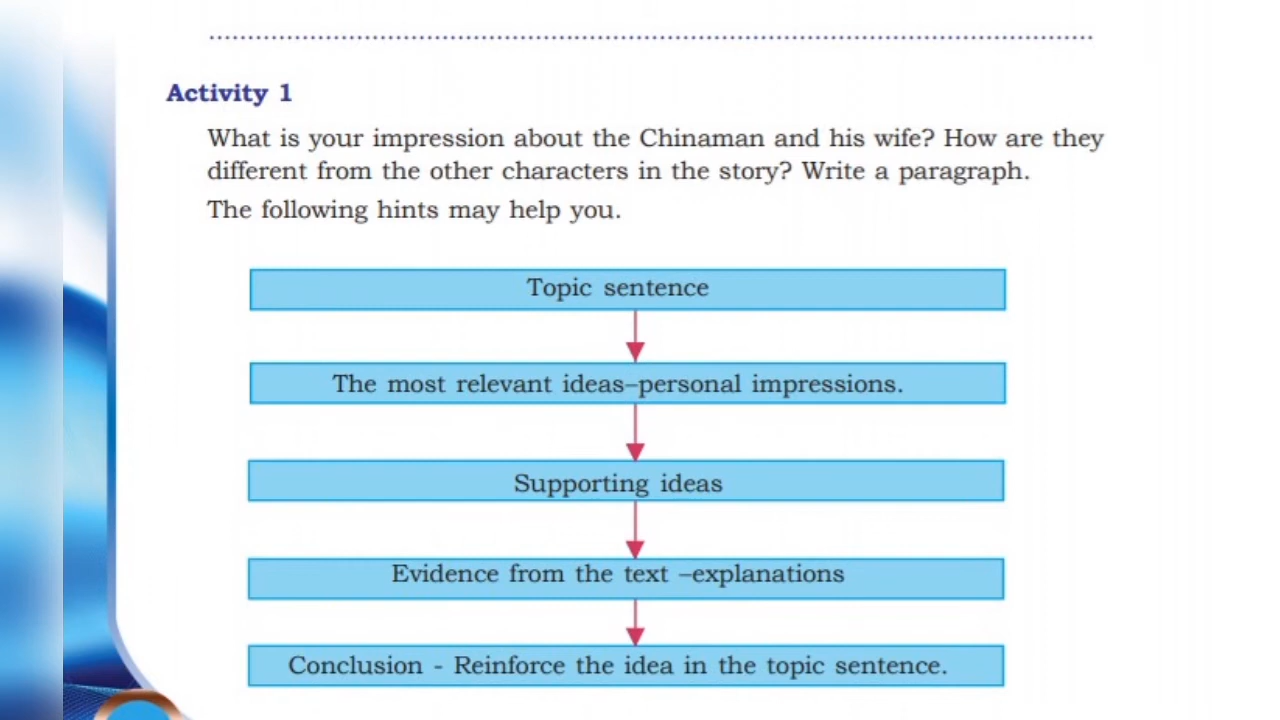 Activity 1
What is your impression about the Chinaman and his wife? How are they
different from the other characters in the story? Write a paragraph.
The following hints may help you.
Topic sentence
The most relevant ideas–personal impressions.
Supporting ideas
Evidence from the text –explanations
Conclusion - Reinforce the idea in the topic sentence.